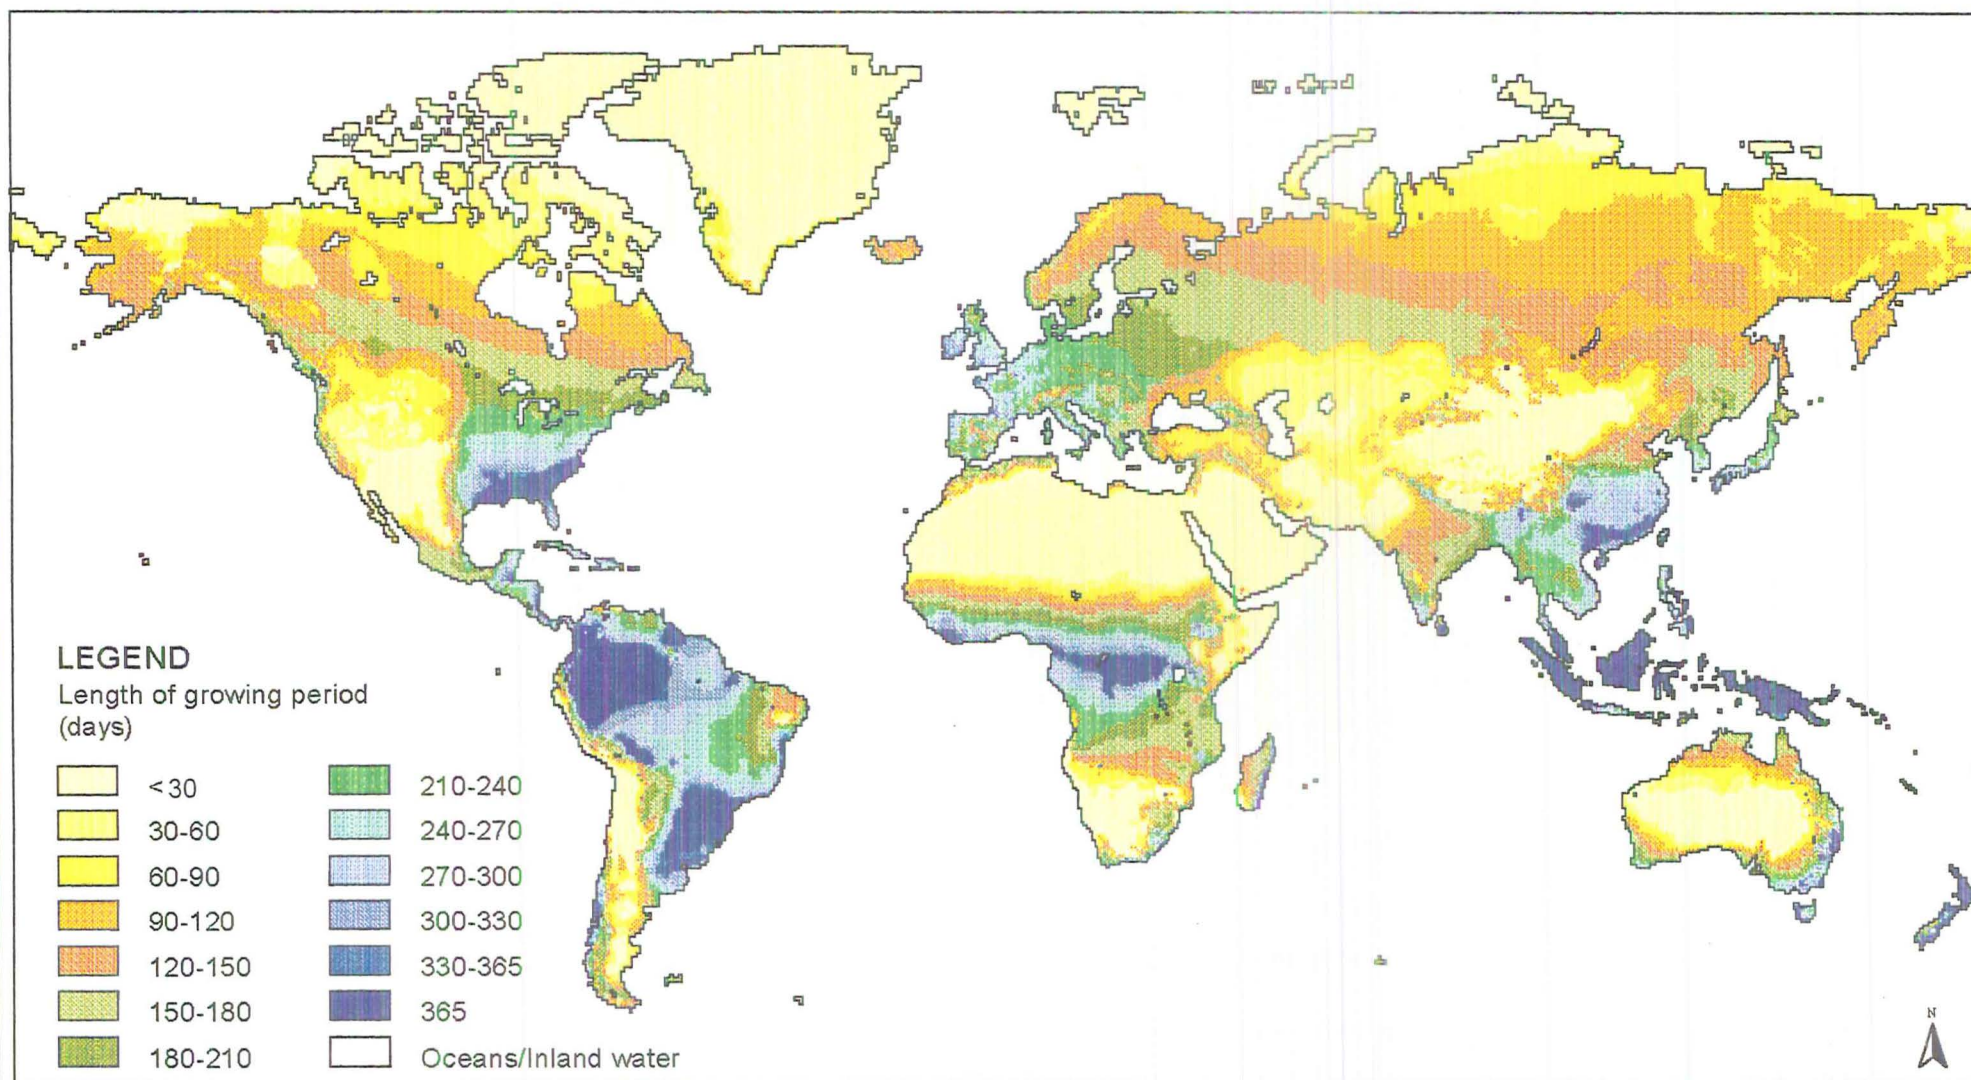 LEGEND
Length of growing period
(days)
<30
30-60
60-90
90-120
120-150
150-180
180-210
210-240
240-270
270-300
300-330
330-365
365
Oceans/Inland water
N